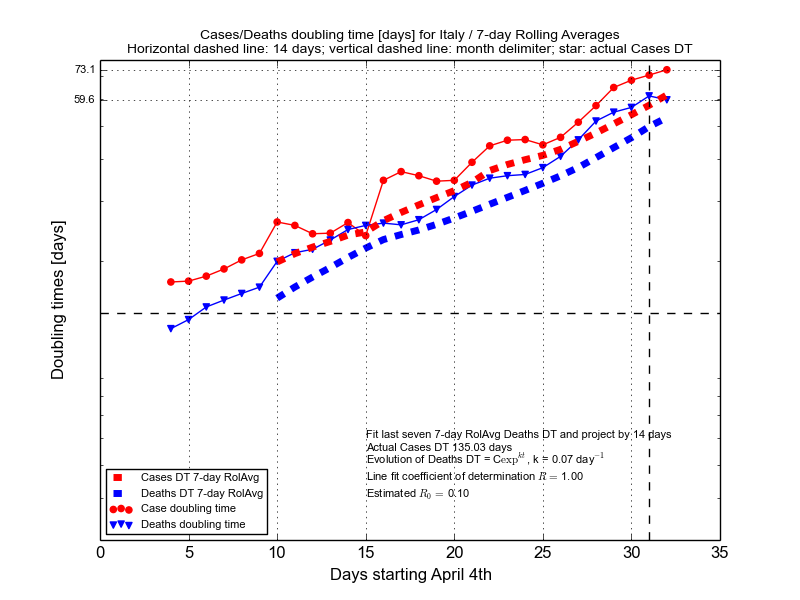 Cases/Deaths doubling time [days] for Italy / 7-day Rolling Averages
Horizontal dashed line: 14 days; vertical dashed line: month delimiter; star: actual Cases DT
73.1
59.6
Doubling times [days]
Fit last seven 7-day RolAvg Deaths DT and project by 14 days
Actual Cases DT 135.03 days
Evolution of Deaths DT = Cexp^{kt}, k = 0.07 day^{-1}
Line fit coefficient of determination R = 1.00
Estimated R_0 = 0.10
Cases DT 7-day RolAvg
Deaths DT 7-day RolAvg
Case doubling time
Deaths doubling time
0 5 10 15 20 25 30 35
Days starting April 4th